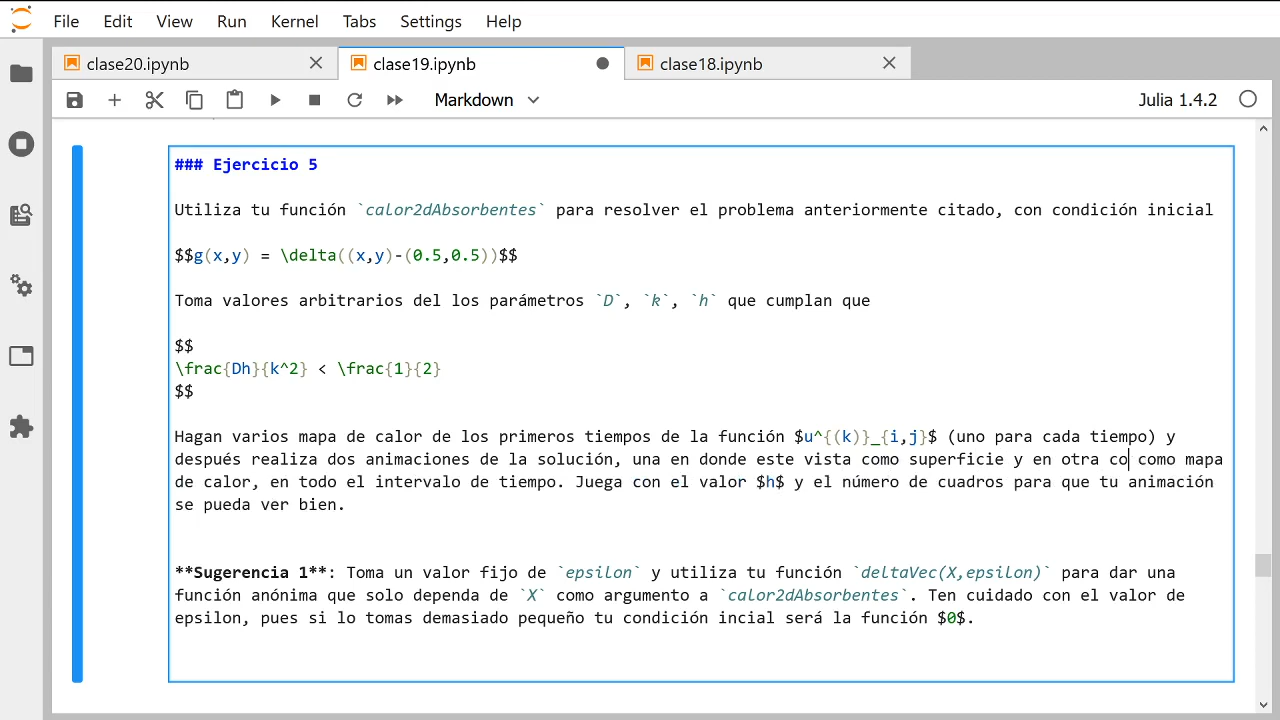 File Edit View Run Kernel Tabs Settings Help
clase20.ipynb clase19.ipynb clase18.ipynb
Markdown Julia 1.4.2
### Ejercicio 5
Utiliza tu función `calor2dAbsorbentes` para resolver el problema anteriormente citado, con condición inicial
$$g(x,y) = \delta((x,y)-(0.5,0.5))$$
Toma valores arbitrarios del los parámetros `D`, `k`, `h` que cumplan que
$$
\frac{Dh}{k^2} < \frac{1}{2}
$$
Hagan varios mapa de calor de los primeros tiempos de la función $u^{(k)}_{i,j}$ (uno para cada tiempo) y
después realiza dos animaciones de la solución, una en donde este vista como superficie y en otra co como mapa
de calor, en todo el intervalo de tiempo. Juega con el valor $h$ y el número de cuadros para que tu animación
se pueda ver bien.
**Sugerencia 1**: Toma un valor fijo de `epsilon` y utiliza tu función `deltaVec(X,epsilon)` para dar una
función anónima que solo dependa de `X` como argumento a `calor2dAbsorbentes`. Ten cuidado con el valor de
epsilon, pues si lo tomas demasiado pequeño tu condición incial será la función $0$.